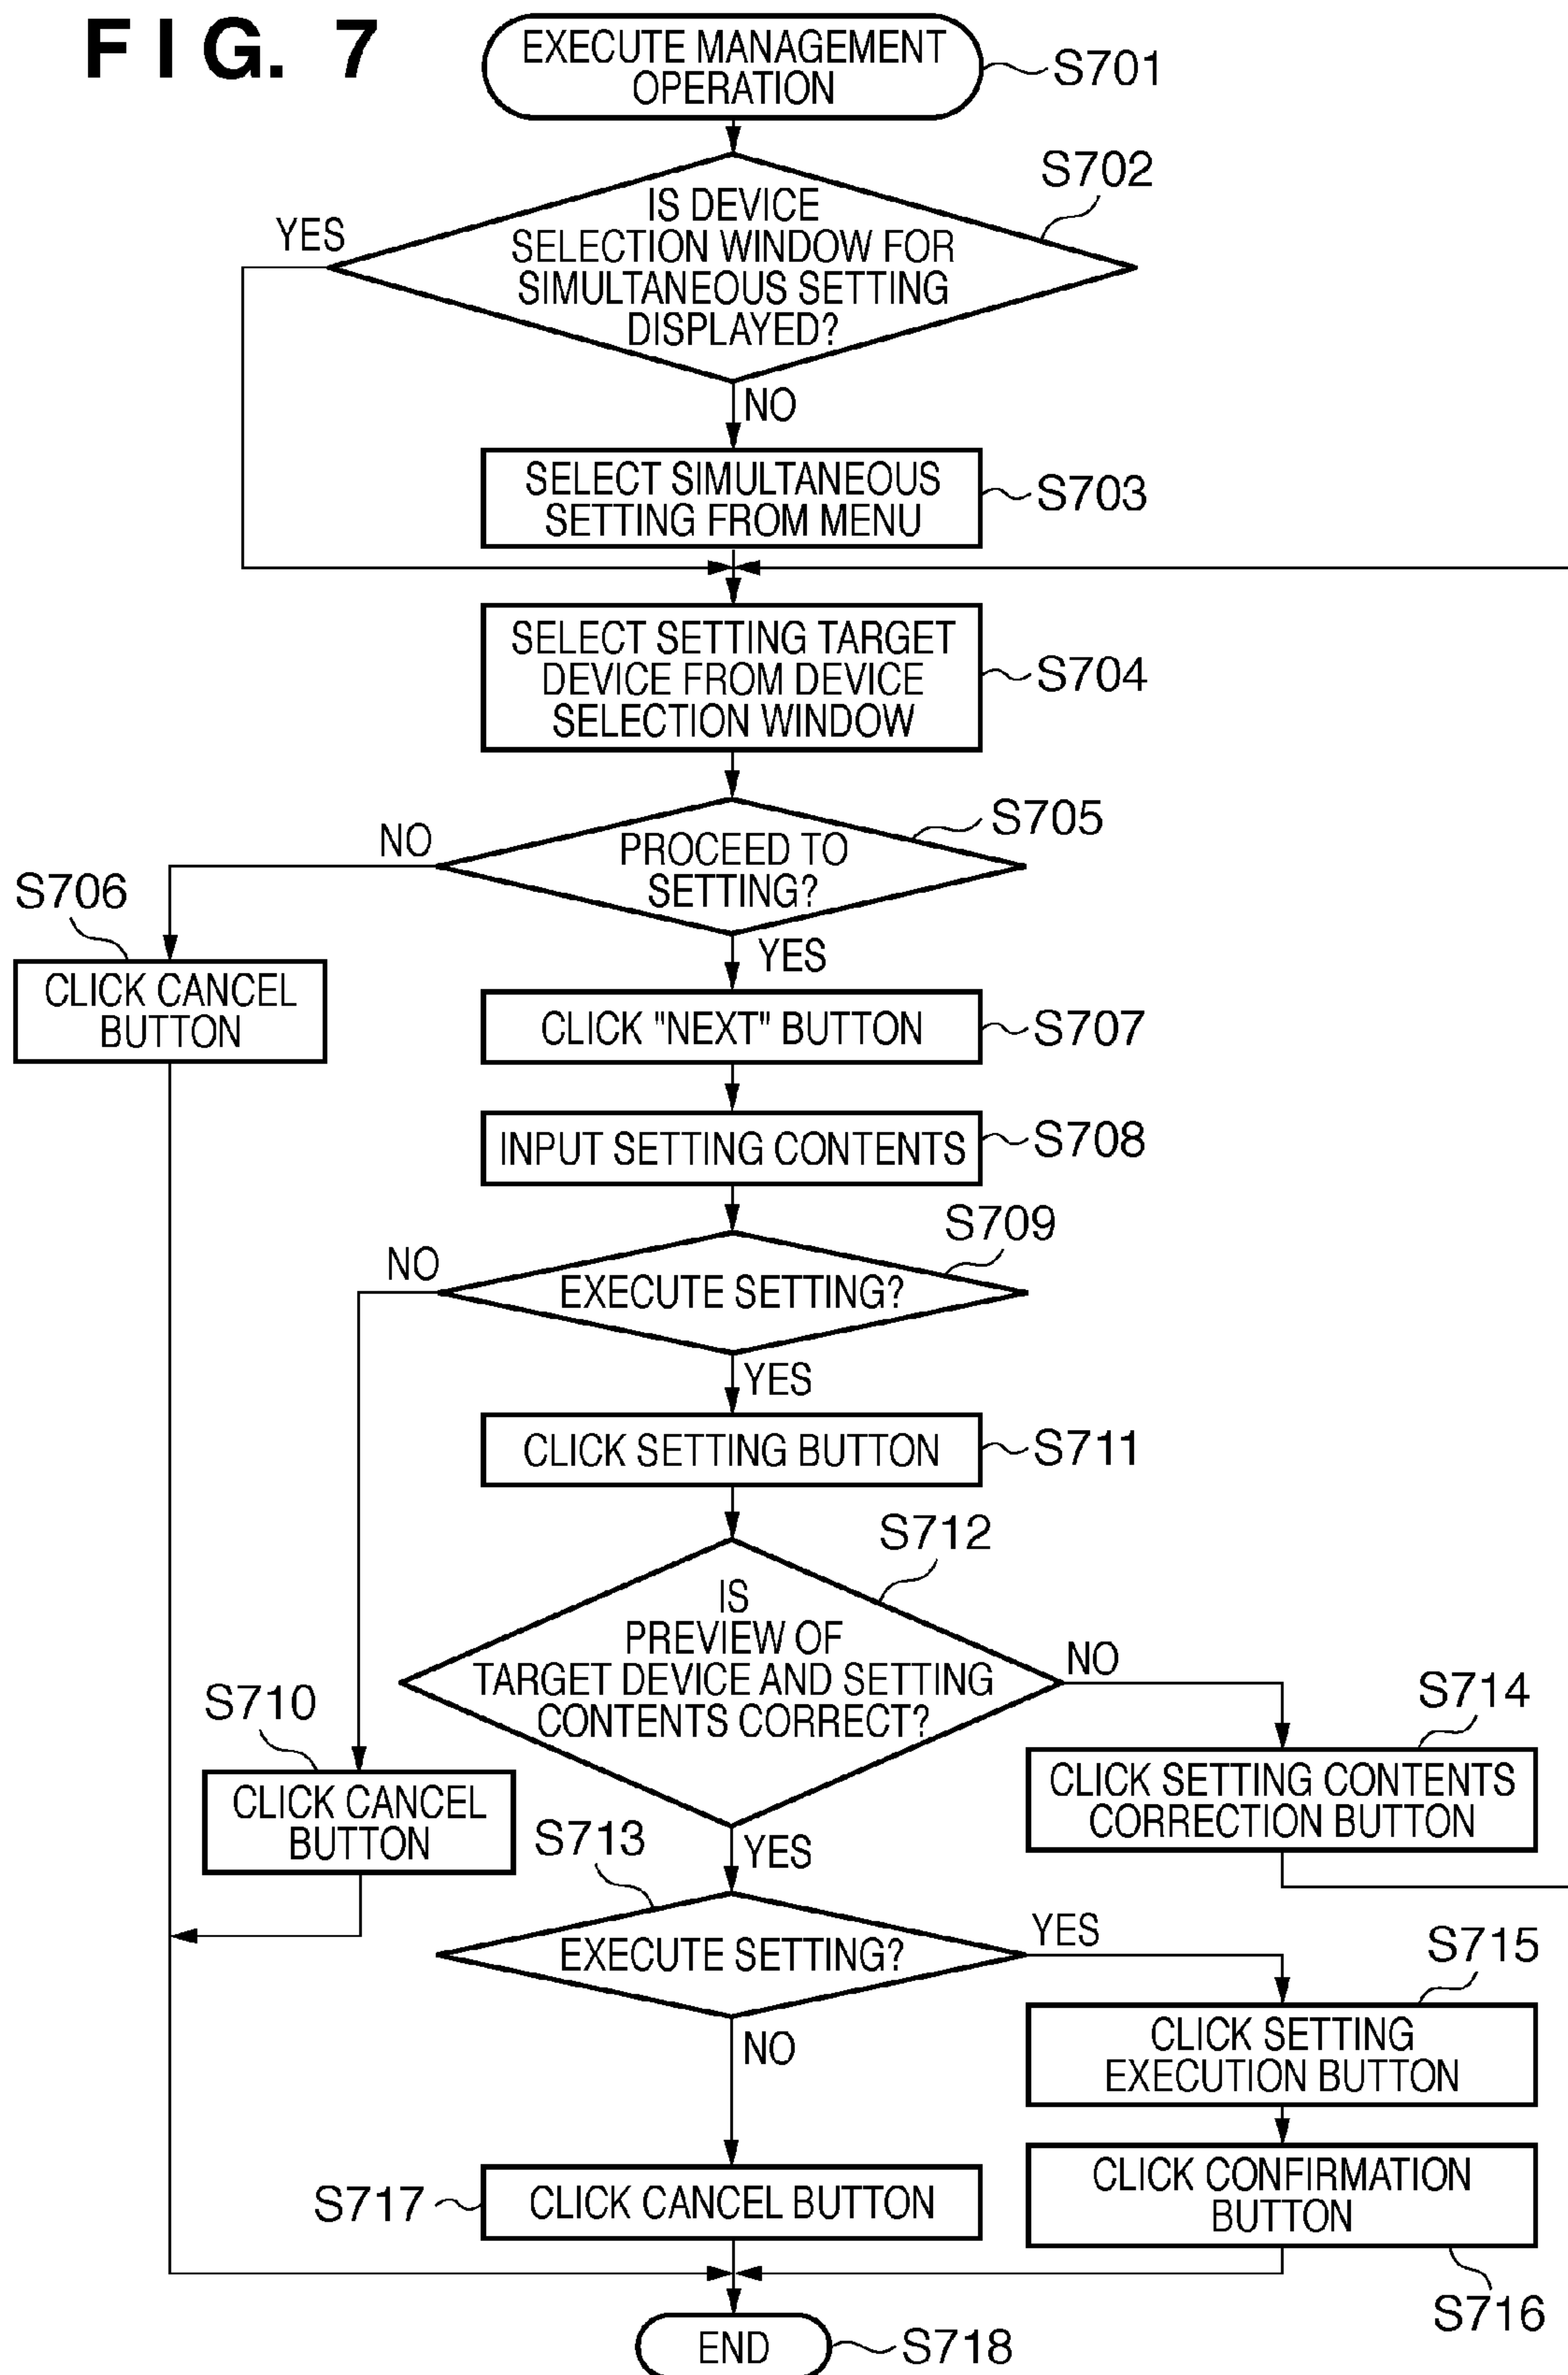 FIG. 7
EXECUTE MANAGEMENT
OPERATION
S701
S702
IS DEVICE
SELECTION WINDOW FOR
SIMULTANEOUS SETTING
DISPLAYED?
YES
NO
SELECT SIMULTANEOUS
SETTING FROM MENU
S703
SELECT SETTING TARGET
DEVICE FROM DEVICE
SELECTION WINDOW
S704
S705
PROCEED TO
SETTING?
NO
S706
CLICK CANCEL
BUTTON
YES
CLICK "NEXT" BUTTON
S707
INPUT SETTING CONTENTS
S708
S709
EXECUTE SETTING?
NO
YES
CLICK SETTING BUTTON
S711
S712
IS
PREVIEW OF
TARGET DEVICE AND SETTING
CONTENTS CORRECT?
NO
S714
CLICK SETTING CONTENTS
CORRECTION BUTTON
S710
CLICK CANCEL
BUTTON
YES
S713
EXECUTE SETTING?
YES
S715
CLICK SETTING
EXECUTION BUTTON
NO
CLICK CONFIRMATION
BUTTON
S716
S717
CLICK CANCEL BUTTON
END
S718